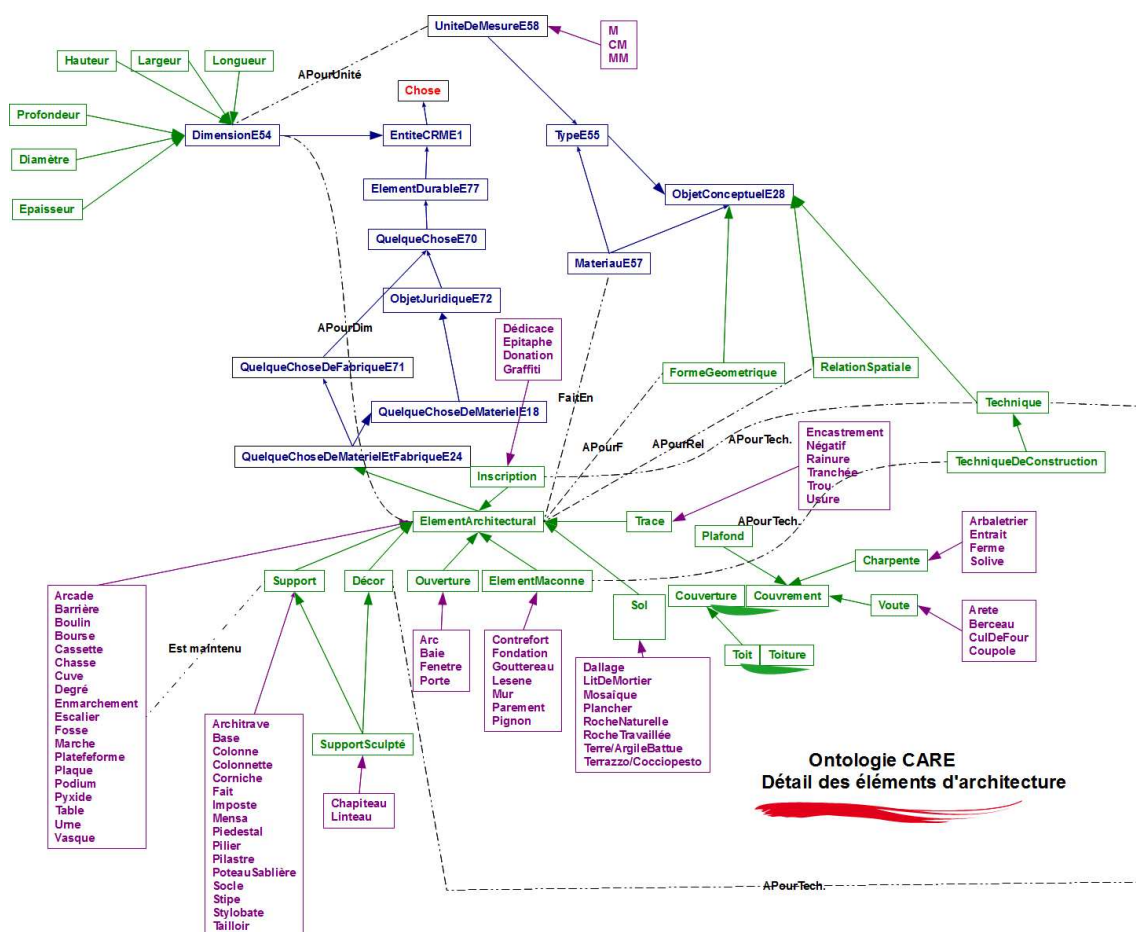 UniteDeMesureE58
M
CM
MM
Hauteur
Largeur
Longueur
APourUnité
Chose
Profondeur
DimensionE54
EntiteCRME1
TypeE55
Diamètre
ElementDurableE77
ObjetConceptuelE28
Epaisseur
QuelqueChoseE70
MateriauE57
ObjetJuridiqueE72
Dédicace
Epitaphe
Donation
Graffiti
APourDim
QuelqueChoseDeFabriqueE71
FormeGeometrique
RelationSpatiale
FaitEn
Technique
QuelqueChoseDeMaterielE18
APourF
APourRel
APourTech.
Encastrement
Négatif
Rainure
Tranchée
Trou
Usure
QuelqueChoseDeMaterielEtFabriqueE24
Inscription
TechniqueDeConstruction
ElementArchitectural
Trace
APourTech.
Plafond
Arbaletrier
Entrait
Ferme
Solive
Charpente
Support
Décor
Ouverture
ElementMaconne
Sol
Couverture
Couvrement
Voute
Arete
Berceau
CulDeFour
Coupole
Arcade
Barrière
Boulin
Bourse
Cassette
Chasse
Cuve
Degré
Enmarchement
Escalier
Fosse
Marche
Platefeforme
Plaque
Podium
Pyxide
Table
Urne
Vasque
Est maintenu
Arc
Baie
Fenetre
Porte
Contrefort
Fondation
Gouttereau
Lesene
Mur
Parement
Pignon
Toit
Toiture
Dallage
LitDeMortier
Mosaïque
Plancher
RocheNaturelle
RocheTravaillée
Terre/ArgileBattue
Terrazzo/Cocciopesto
Architrave
Base
Colonne
Colonnette
Corniche
Fait
Imposte
Mensa
Piedestal
Pilier
Pilastre
PoteauSablière
Socle
Stipe
Stylobate
Tailloir
SupportSculpté
Chapiteau
Linteau
Ontologie CARE
Détail des éléments d'architecture
APourTech.